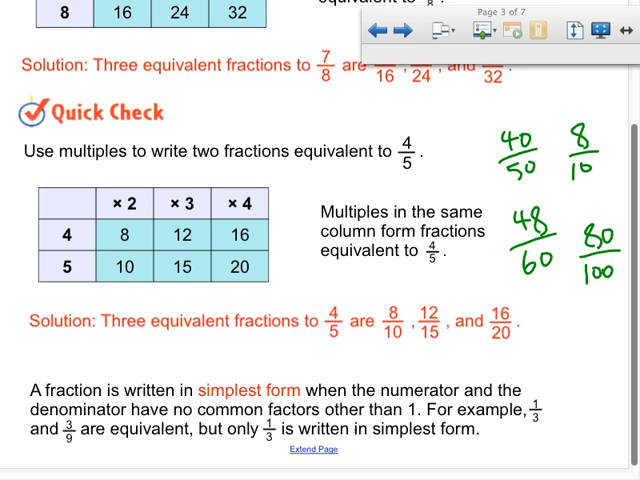 8 16 24 32
Page 3 of 7
Solution: Three equivalent fractions to 7/8 are /16, /24, and /32.
Quick Check
Use multiples to write two fractions equivalent to 4/5.
40/50 8/10
× 2 × 3 × 4
4 8 12 16
5 10 15 20
Multiples in the same
column form fractions
equivalent to 4/5.
48/60 80/100
Solution: Three equivalent fractions to 4/5 are 8/10, 12/15, and 16/20.
A fraction is written in simplest form when the numerator and the
denominator have no common factors other than 1. For example, 1/3
and 3/9 are equivalent, but only 1/3 is written in simplest form.
Extend Page